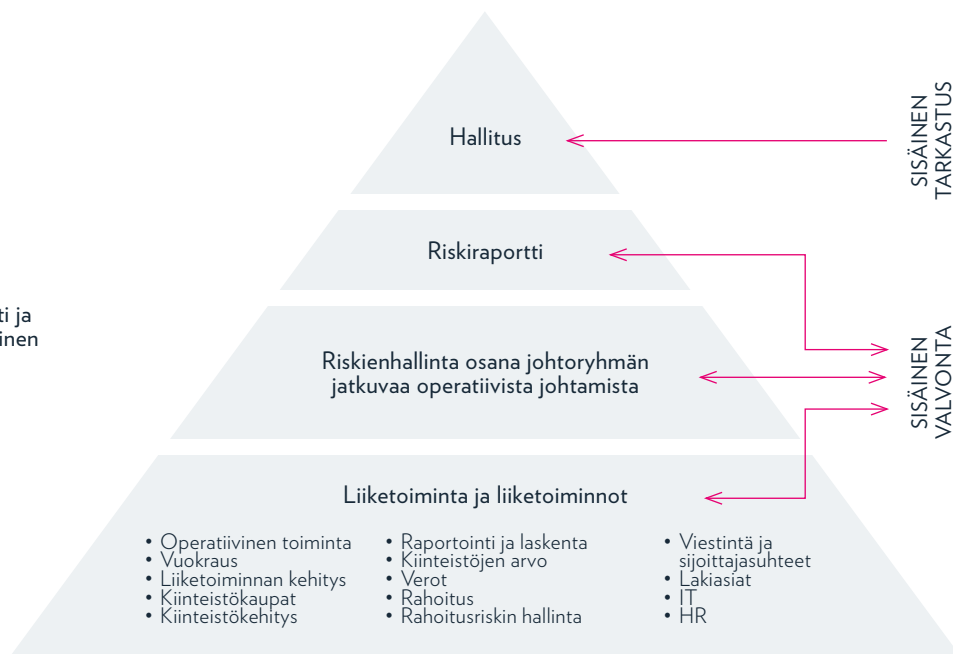 Hallitus
SISÄINEN
TARKASTUS
Riskiraportti
ti ja
inen
Riskienhallinta osana johtoryhmän
jatkuvaa operatiivista johtamista
SISÄINEN
VALVONTA
Liiketoiminta ja liiketoiminnot
• Operatiivinen toiminta
• Vuokraus
• Liiketoiminnan kehitys
• Kiinteistökaupat
• Kiinteistökehitys
• Raportointi ja laskenta
• Kiinteistöjen arvo
• Verot
• Rahoitus
• Rahoitusriskin hallinta
• Viestintä ja
sijoittajasuhteet
• Lakiasiat
• IT
• HR